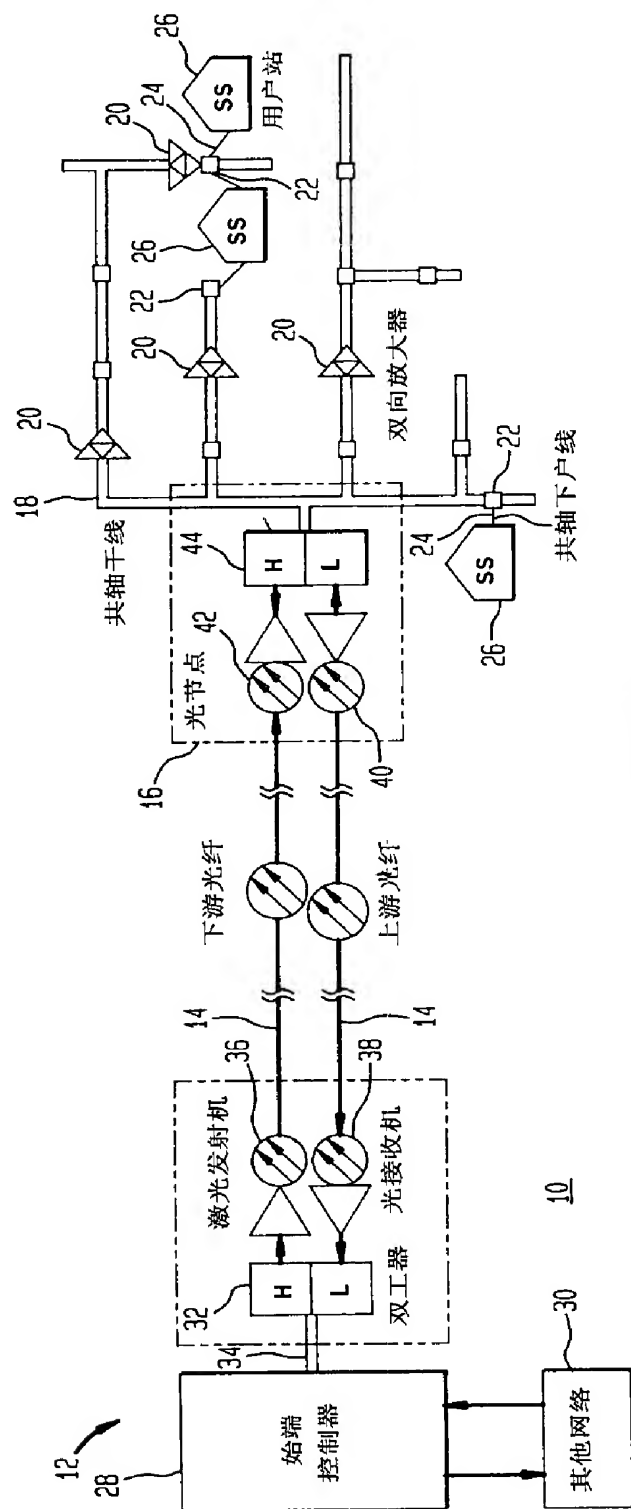 12
28
始端
控制器
其他网络
30
10
34
32
H
L
双工器
激光发射机
36
光接收机
38
14
14
下游光纤
上游光纤
16
光节点
42
40
44
H
L
共轴干线
18
20
20
20
双向放大器
22
26
SS
20
24
22
26
SS
用户站
22
24
共轴下户线
SS
26